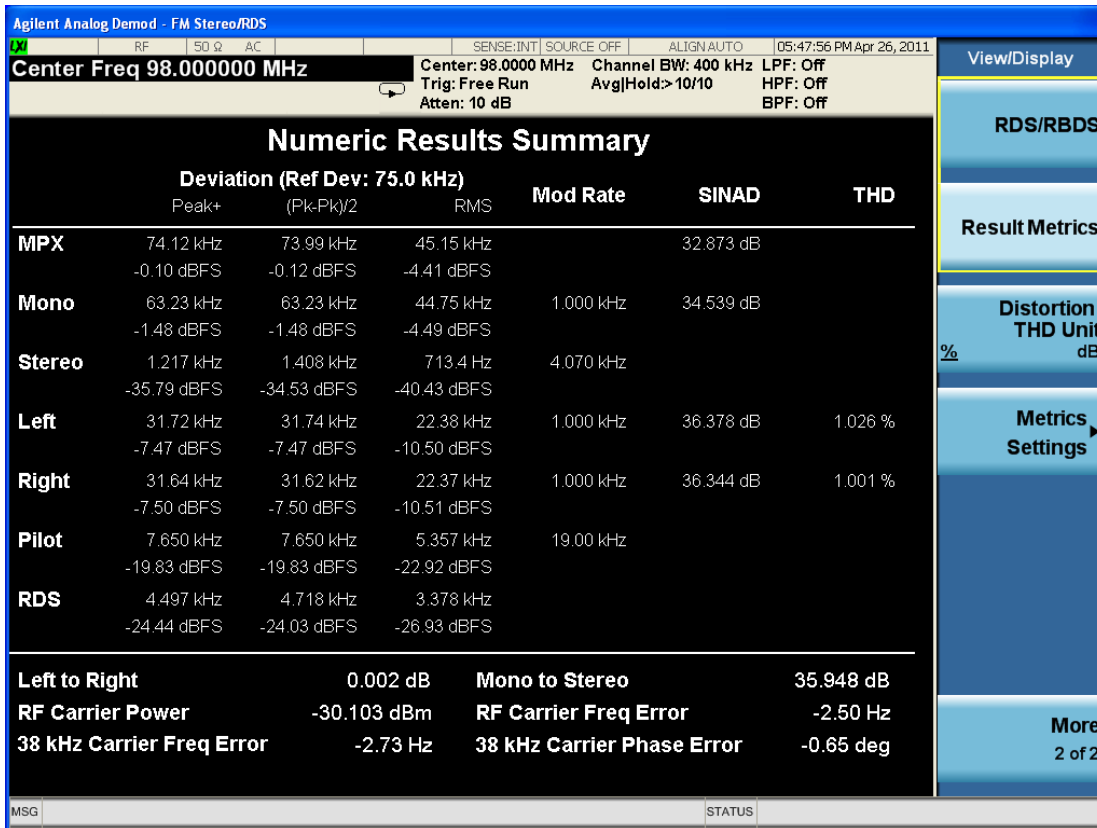 Agilent Analog Demod - FM Stereo/RDS
LXI RF 50 Ω AC SENSE:INT SOURCE OFF ALIGN AUTO 05:47:56 PM Apr 26, 2011
Center Freq 98.000000 MHz
Center: 98.0000 MHz Channel BW: 400 kHz LPF: Off
Trig: Free Run Avg|Hold:>10/10 HPF: Off
Atten: 10 dB BPF: Off
Numeric Results Summary
Deviation (Ref Dev: 75.0 kHz)
Peak+ (Pk-Pk)/2 RMS Mod Rate SINAD THD
MPX 74.12 kHz 73.99 kHz 45.15 kHz 32.873 dB
-0.10 dBFS -0.12 dBFS -4.41 dBFS
Mono 63.23 kHz 63.23 kHz 44.75 kHz 1.000 kHz 34.539 dB
-1.48 dBFS -1.48 dBFS -4.49 dBFS
Stereo 1.217 kHz 1.408 kHz 713.4 Hz 4.070 kHz
-35.79 dBFS -34.53 dBFS -40.43 dBFS
Left 31.72 kHz 31.74 kHz 22.38 kHz 1.000 kHz 36.378 dB 1.026 %
-7.47 dBFS -7.47 dBFS -10.50 dBFS
Right 31.64 kHz 31.62 kHz 22.37 kHz 1.000 kHz 36.344 dB 1.001 %
-7.50 dBFS -7.50 dBFS -10.51 dBFS
Pilot 7.650 kHz 7.650 kHz 5.357 kHz 19.00 kHz
-19.83 dBFS -19.83 dBFS -22.92 dBFS
RDS 4.497 kHz 4.718 kHz 3.378 kHz
-24.44 dBFS -24.03 dBFS -26.93 dBFS
Left to Right 0.002 dB Mono to Stereo 35.948 dB
RF Carrier Power -30.103 dBm RF Carrier Freq Error -2.50 Hz
38 kHz Carrier Freq Error -2.73 Hz 38 kHz Carrier Phase Error -0.65 deg
View/Display
RDS/RBDS
Result Metrics
Distortion
THD Unit
% dB
Metrics
Settings
More
2 of 2
MSG STATUS